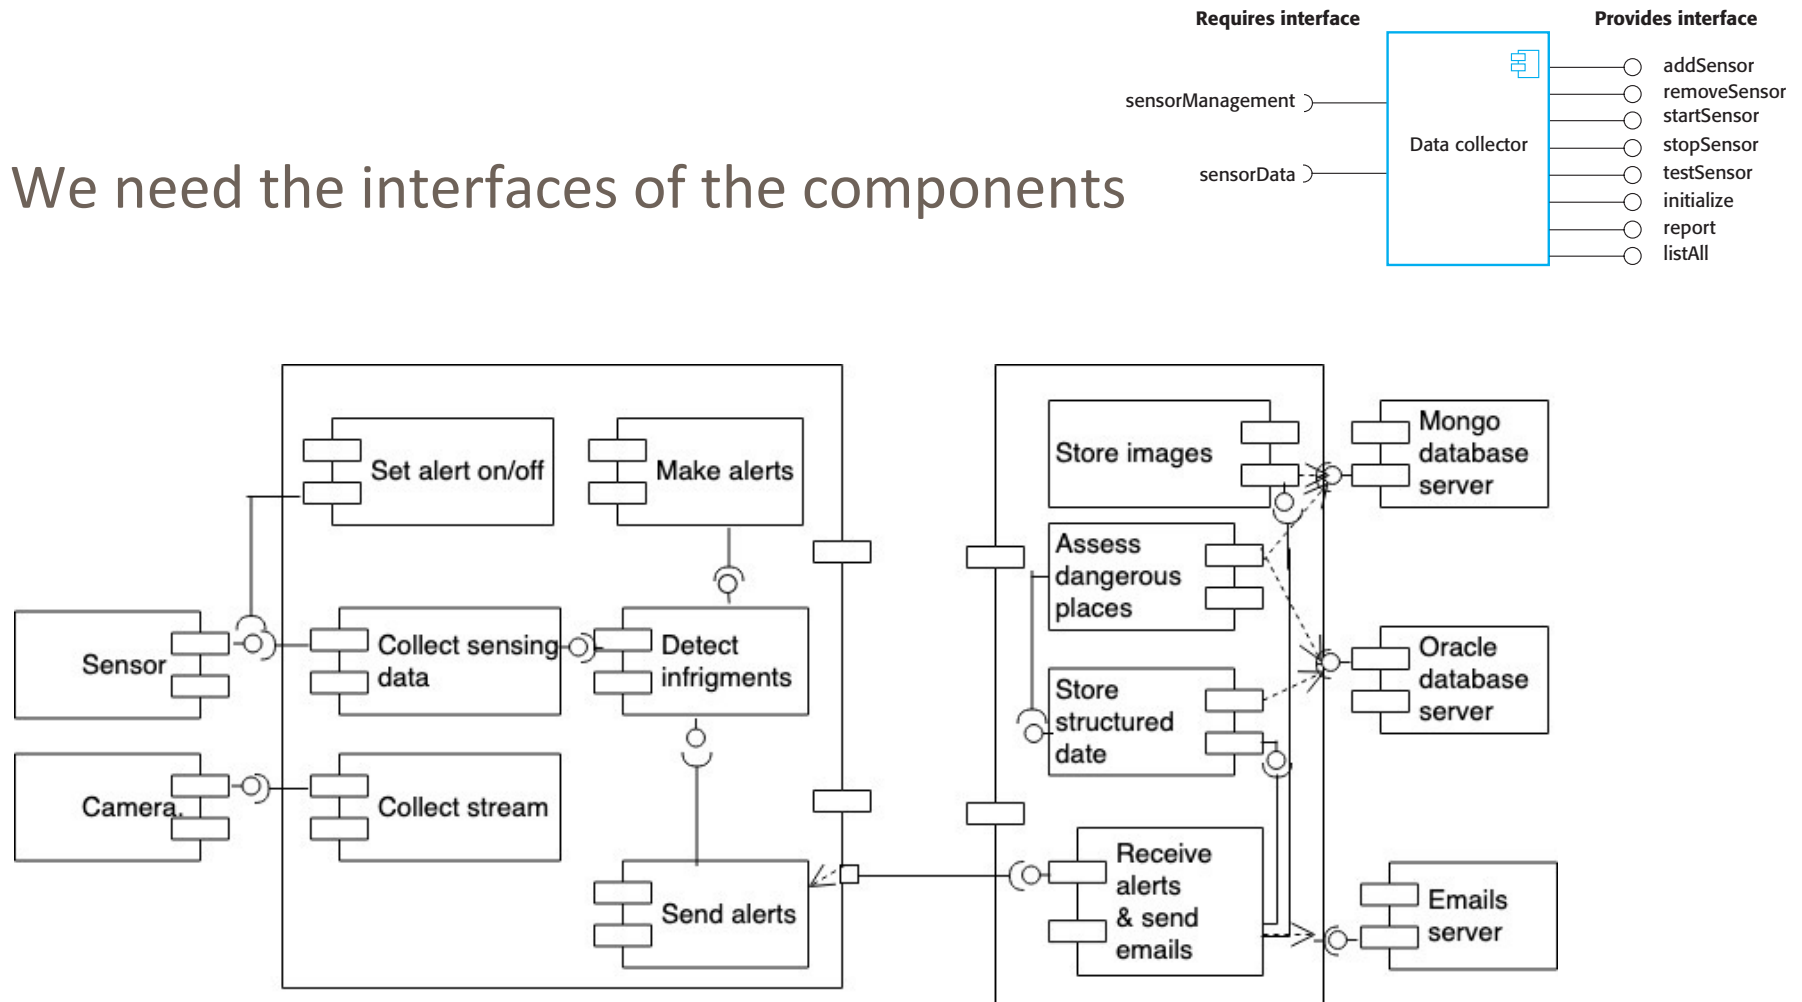 Requires interface
Provides interface
sensorManagement
sensorData
Data collector
addSensor
removeSensor
startSensor
stopSensor
testSensor
initialize
report
listAll
We need the interfaces of the components
Set alert on/off
Make alerts
Sensor
Collect sensing
data
Detect
infrigments
Camera.
Collect stream
Send alerts
Store images
Assess
dangerous
places
Store
structured
date
Receive
alerts
& send
emails
Mongo
database
server
Oracle
database
server
Emails
server